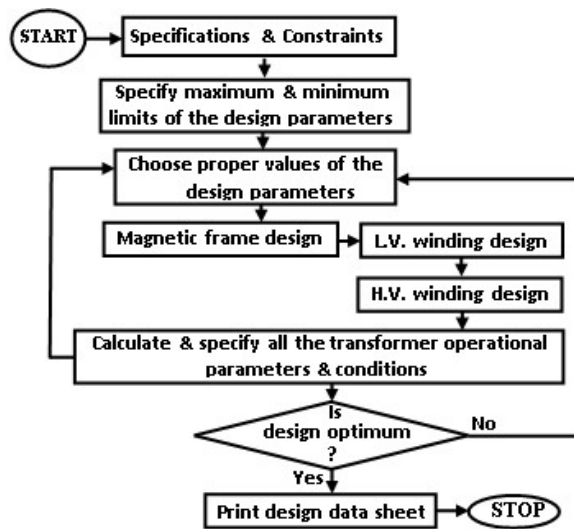 START
Specifications & Constraints
Specify maximum & minimum
limits of the design parameters
Choose proper values of the
design parameters
Magnetic frame design
L.V. winding design
H.V. winding design
Calculate & specify all the transformer operational
parameters & conditions
Is
design optimum
?
No
Yes
Print design data sheet
STOP